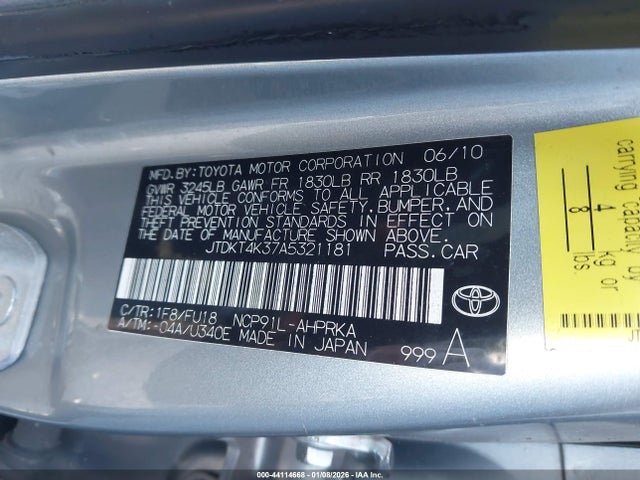 MFD.BY:TOYOTA MOTOR CORPORATION 06/10
GVWR 3245LB GAWR FR 1830LB RR 1830LB
THIS VEHICLE CONFORMS TO ALL APPLICABLE
FEDERAL MOTOR VEHICLE SAFETY,BUMPER,AND
THEFT PREVENTION STANDARDS IN EFFECT ON
THE DATE OF MANUFACTURE SHOWN ABOVE.
JTDKT4K37A5321181 PASS.CAR
C/TR:1F8/FU18 NCP91L-AHPRKA
A/TM:-04A/U340E MADE IN JAPAN
999 A
TOYOTA
carrying capacity by
4 kg or
8 lbs.
000-44114668 - 01/08/2026 - IAA Inc.